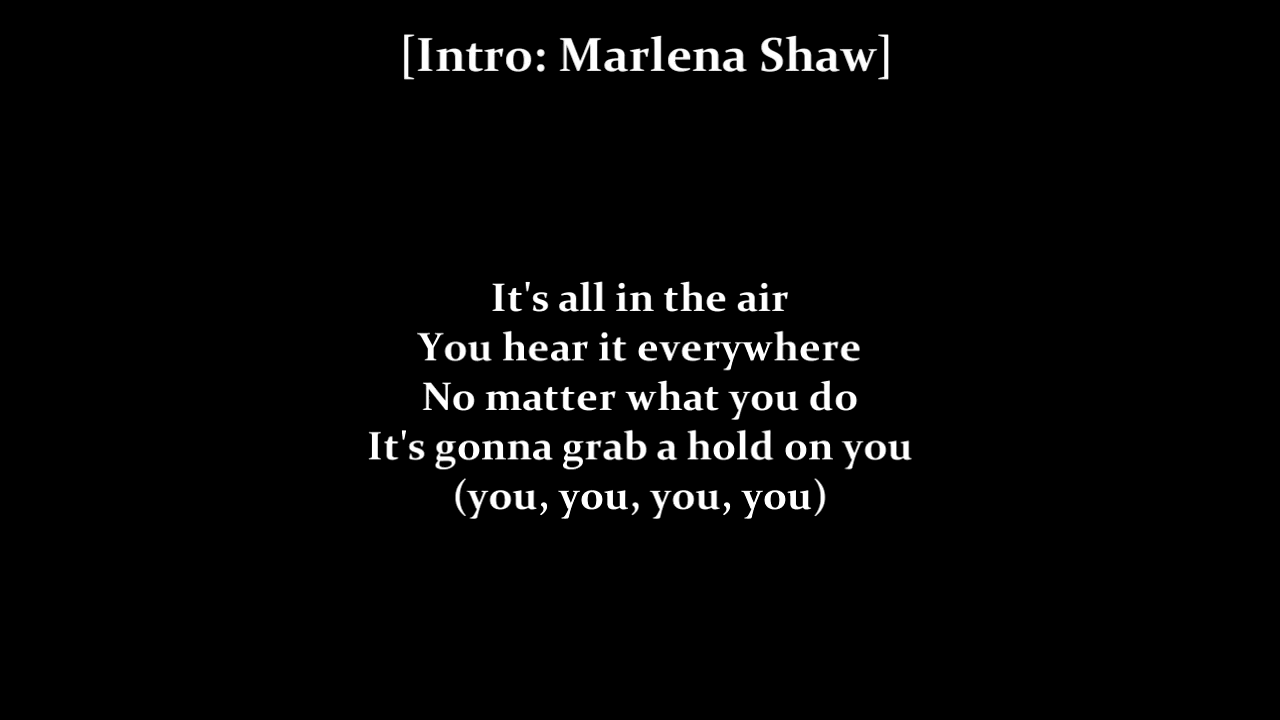 [Intro: Marlena Shaw]
It's all in the air
You hear it everywhere
No matter what you do
It's gonna grab a hold on you
(you, you, you, you)